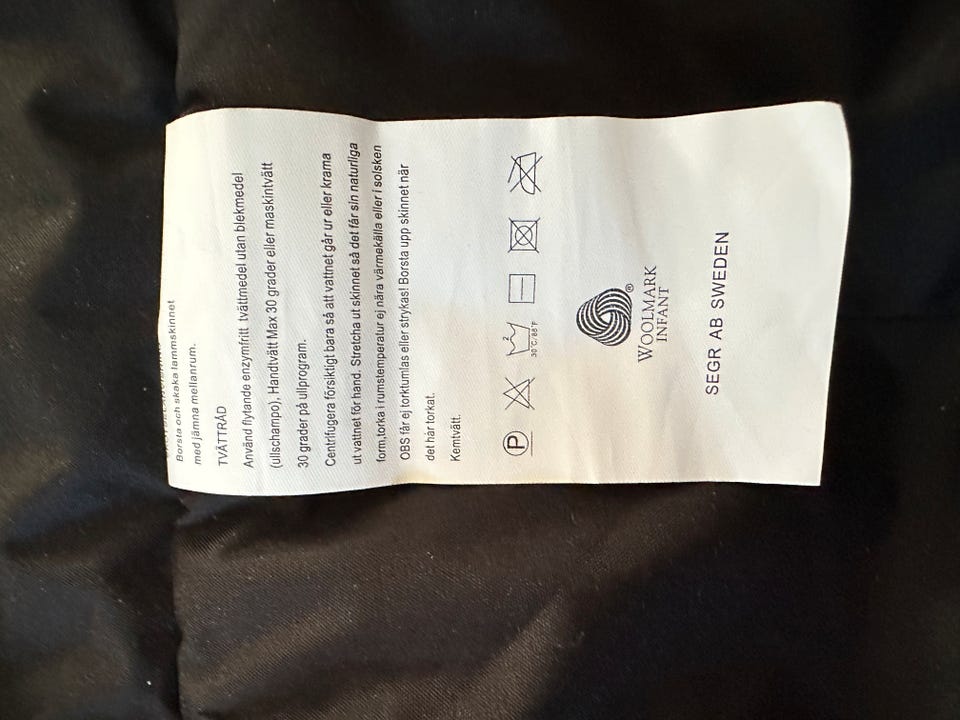 Borsta och skaka lammskinnet
med jämna mellanrum.
TVÄTTRÅD
Använd flytande enzymfritt tvättmedel utan blekmedel
(ullschampo), Handtvätt Max 30 grader eller maskintvätt
30 grader på ullprogram.
Centrifugera försiktigt bara så att vattnet går ur eller krama
ut vattnet för hand. Stretcha ut skinnet så det får sin naturliga
form,torka i rumstemperatur ej nära värmekälla eller i solsken
OBS får ej torktumlas eller strykas! Borsta upp skinnet när
det här torkat.
Kemtvätt.
P
30°C/86°F
WOOLMARK
INFANT
SEGR AB SWEDEN